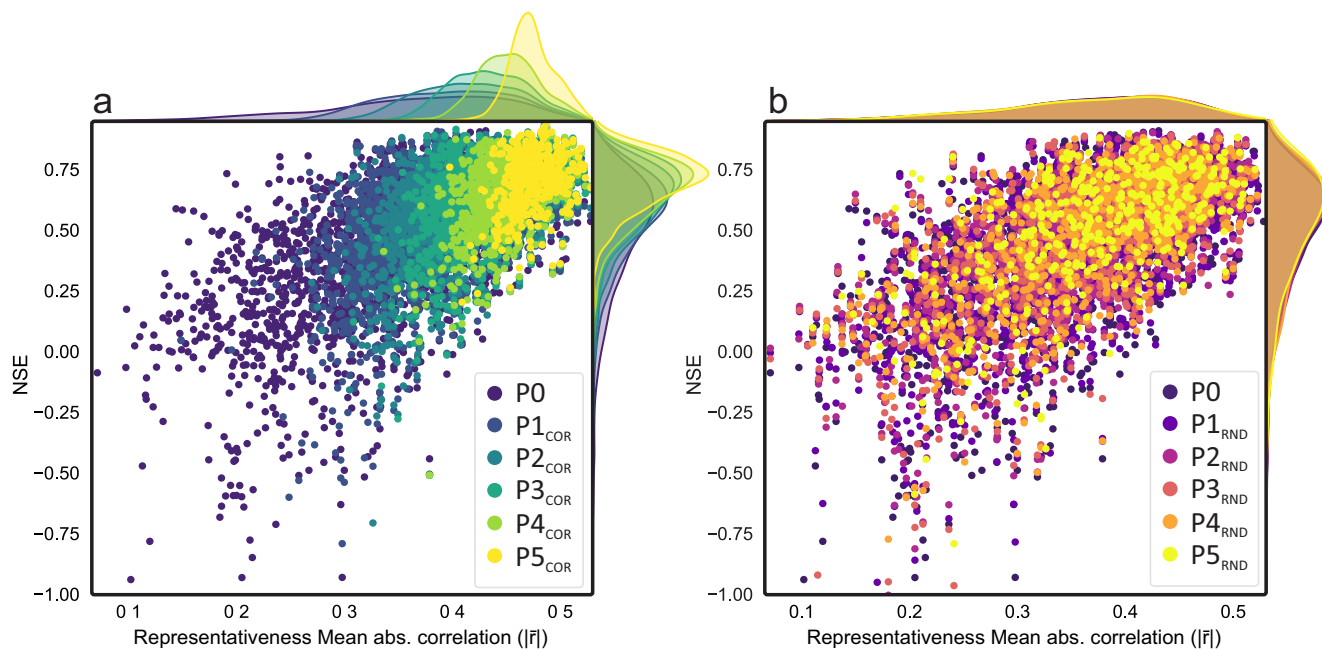 a
b
NSE
0.75
0.50
0.25
0.00
−0.25
−0.50
−0.75
−1.00
0 1 0 2 0 3 0 4 0 5
Representativeness Mean abs. correlation (|r̄|)
P0
P1COR
P2COR
P3COR
P4COR
P5COR
NSE
0.75
0.50
0.25
0.00
−0.25
−0.50
0.75
−1.00
0.1 0.2 0.3 0.4 0.5
Representativeness Mean abs. correlation (|r̄|)
P0
P1RND
P2RND
P3RND
P4RND
P5RND